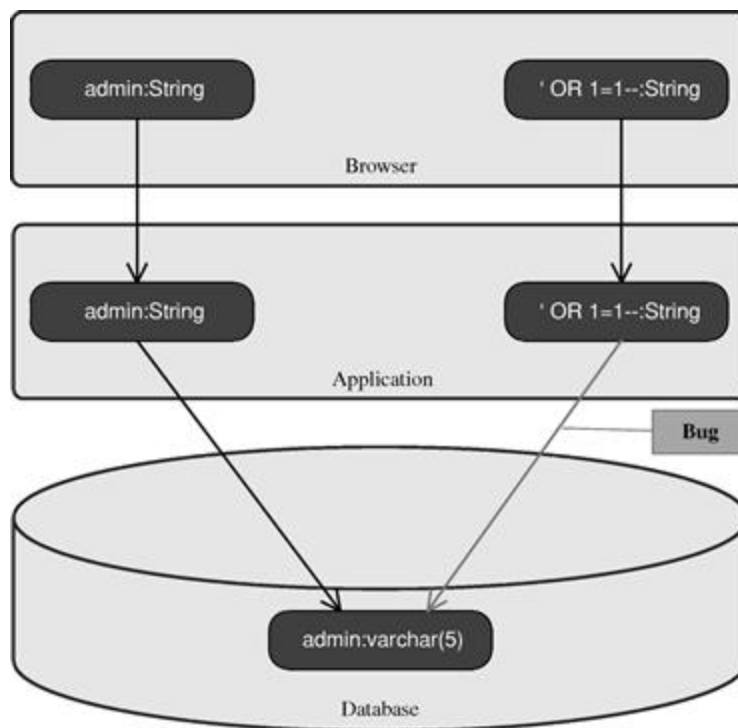 admin:String
' OR 1=1--:String
Browser
admin:String
' OR 1=1--:String
Application
Bug
admin:varchar(5)
Database